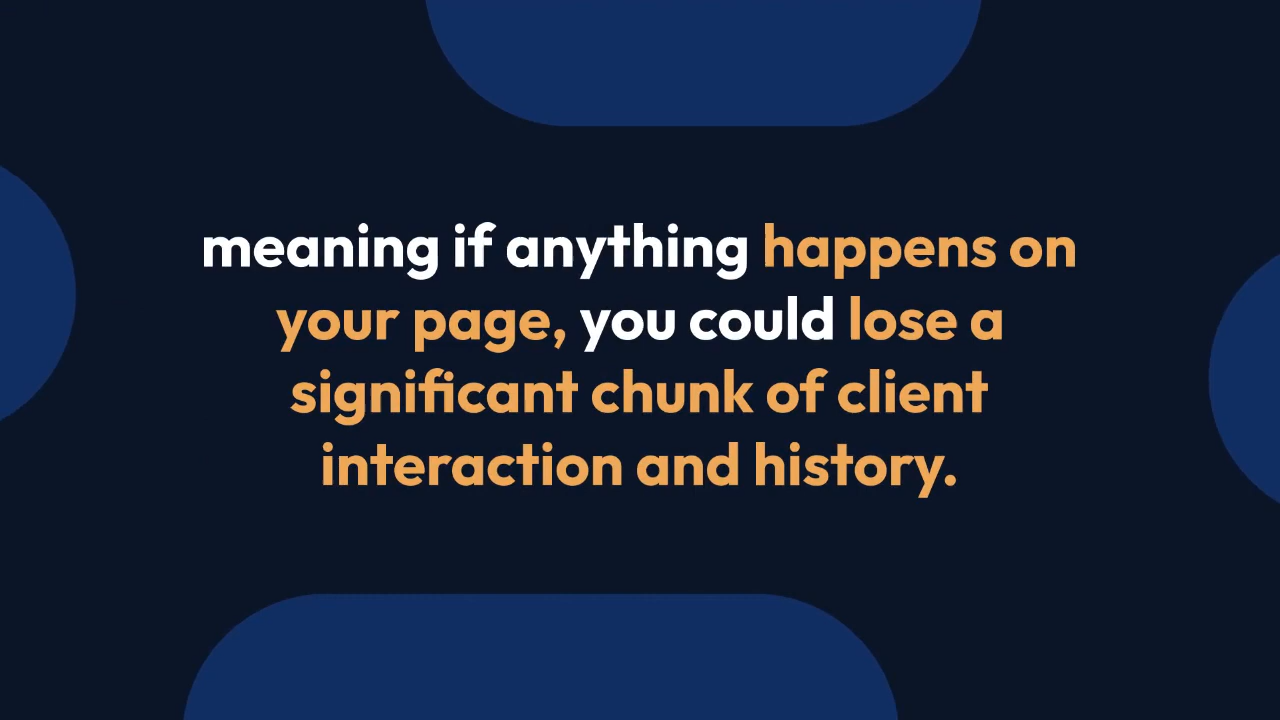 meaning if anything happens on
your page, you could lose a
significant chunk of client
interaction and history.